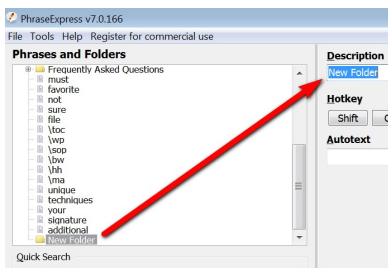 PhraseExpress v7.0.166
File Tools Help Register for commercial use
Phrases and Folders
Frequently Asked Questions
must
favorite
not
sure
file
\toc
\wp
\sop
\bw
\hh
\ma
unique
techniques
your
signature
additional
New Folder
Quick Search
Description
New Folder
Hotkey
Shift
Autotext